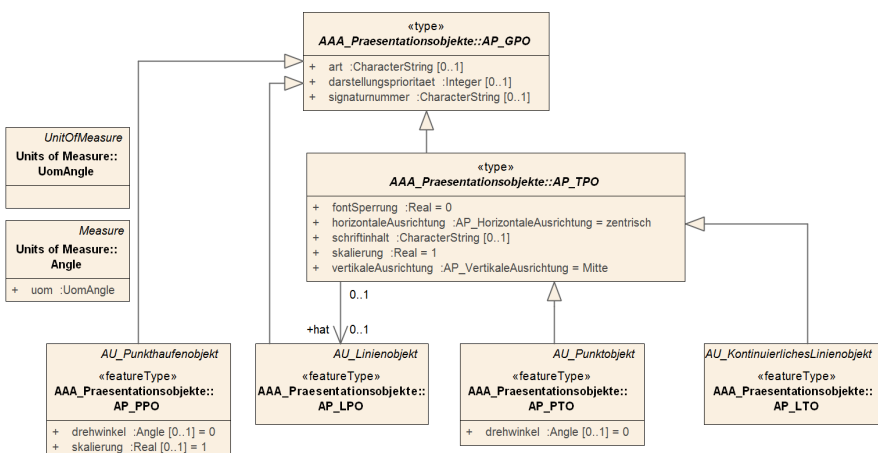 «type»
AAA_Praesentationsobjekte::AP_GPO
+ art :CharacterString [0..1]
+ darstellungsprioritaet :Integer [0..1]
+ signaturnummer :CharacterString [0..1]
UnitOfMeasure
Units of Measure::
UomAngle
Measure
Units of Measure::
Angle
+ uom :UomAngle
«type»
AAA_Praesentationsobjekte::AP_TPO
+ fontSperrung :Real = 0
+ horizontaleAusrichtung :AP_HorizontaleAusrichtung = zentrisch
+ schriftinhalt :CharacterString [0..1]
+ skalierung :Real = 1
+ vertikaleAusrichtung :AP_VertikaleAusrichtung = Mitte
0..1
+hat
0..1
AU_Punkthaufenobjekt
«featureType»
AAA_Praesentationsobjekte::
AP_PPO
+ drehwinkel :Angle [0..1] = 0
+ skalierung :Real [0..1] = 1
AU_Linienobjekt
«featureType»
AAA_Praesentationsobjekte::
AP_LPO
AU_Punktobjekt
«featureType»
AAA_Praesentationsobjekte::
AP_PTO
+ drehwinkel :Angle [0..1] = 0
AU_KontinuierlichesLinienobjekt
«featureType»
AAA_Praesentationsobjekte::
AP_LTO